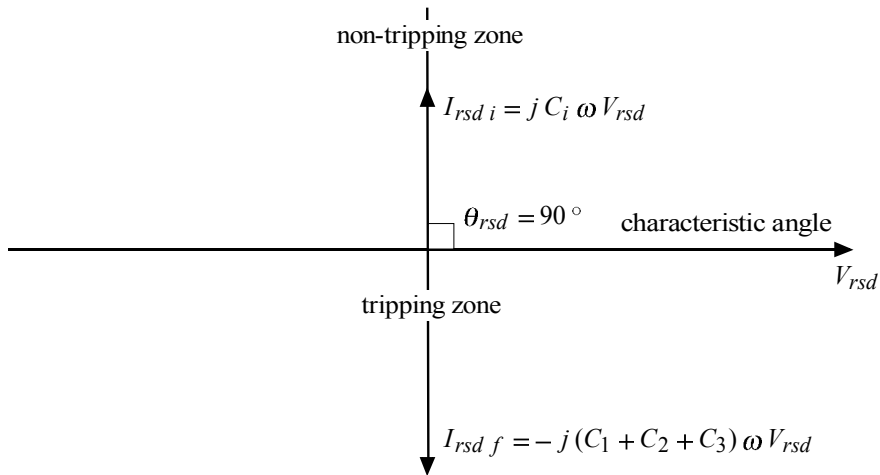 non-tripping zone
I_{rsd i} = j C_i ω V_{rsd}
θ_{rsd} = 90 °
characteristic angle
V_{rsd}
tripping zone
I_{rsd f} = − j (C_1 + C_2 + C_3) ω V_{rsd}